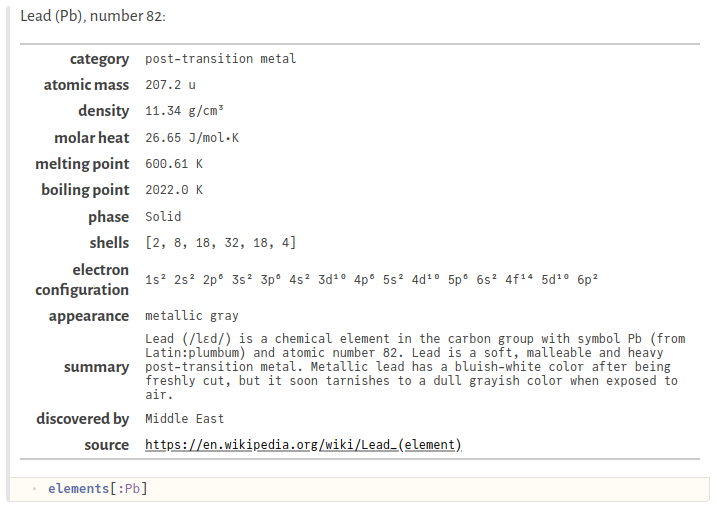 Lead (Pb), number 82:
category post-transition metal
atomic mass 207.2 u
density 11.34 g/cm³
molar heat 26.65 J/mol·K
melting point 600.61 K
boiling point 2022.0 K
phase Solid
shells [2, 8, 18, 32, 18, 4]
electron
configuration 1s² 2s² 2p⁶ 3s² 3p⁶ 4s² 3d¹⁰ 4p⁶ 5s² 4d¹⁰ 5p⁶ 6s² 4f¹⁴ 5d¹⁰ 6p²
appearance metallic gray
summary Lead (/lɛd/) is a chemical element in the carbon group with symbol Pb (from
Latin:plumbum) and atomic number 82. Lead is a soft, malleable and heavy
post-transition metal. Metallic lead has a bluish-white color after being
freshly cut, but it soon tarnishes to a dull grayish color when exposed to
air.
discovered by Middle East
source https://en.wikipedia.org/wiki/Lead_(element)
elements[:Pb]